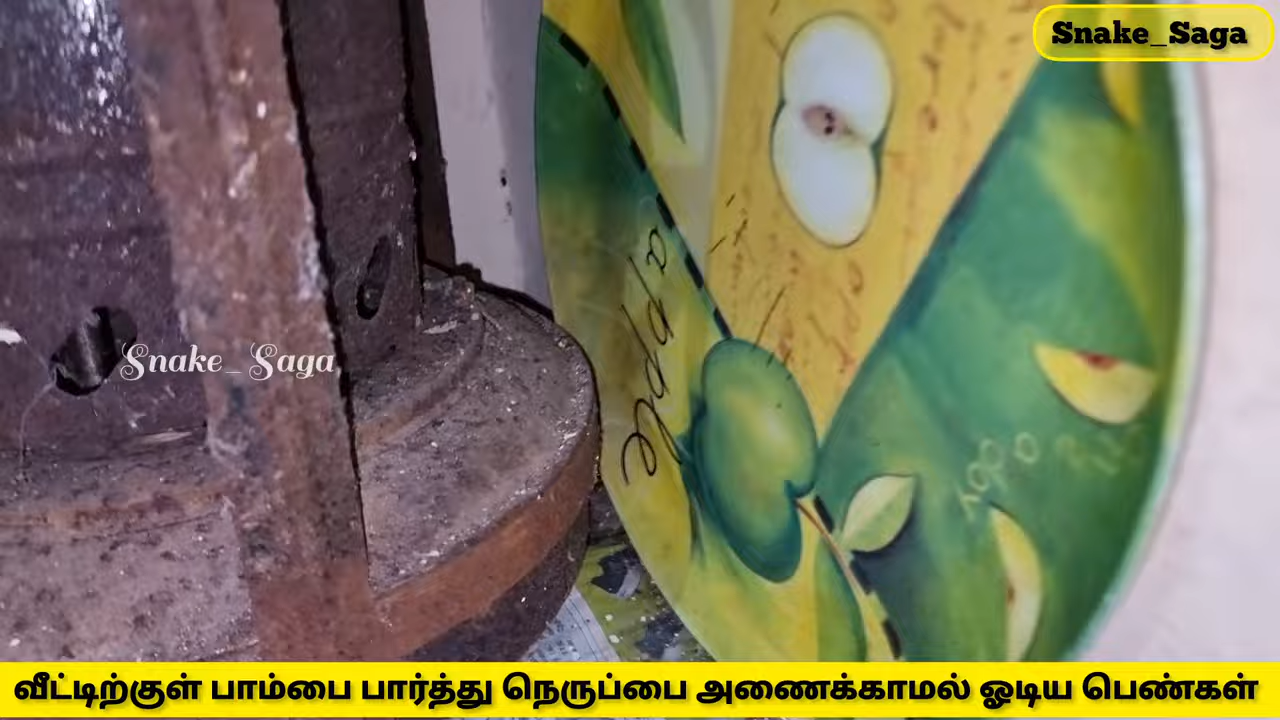 Snake_Saga
apple
Snake_Saga
வீட்டிற்குள் பாம்பை பார்த்து நெருப்பை அணைக்காமல் ஓடிய பெண்கள்